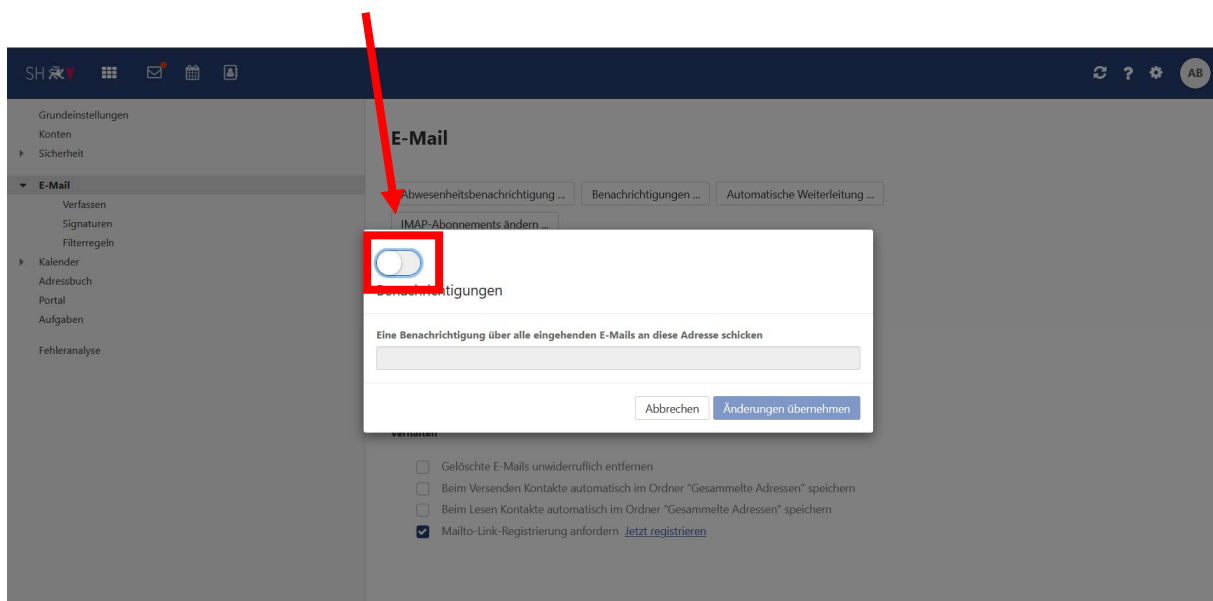 SH
AB
Grundeinstellungen
Konten
Sicherheit
E-Mail
Verfassen
Signaturen
Filterregeln
Kalender
Adressbuch
Portal
Aufgaben
Fehleranalyse
E-Mail
Abwesenheitsbenachrichtigung ... Benachrichtigungen ... Automatische Weiterleitung ...
IMAP-Abonnements ändern ...
Benachrichtigungen
Eine Benachrichtigung über alle eingehenden E-Mails an diese Adresse schicken
Abbrechen Änderungen übernehmen
Verhalten
Gelöschte E-Mails unwiderruflich entfernen
Beim Versenden Kontakte automatisch im Ordner "Gesammelte Adressen" speichern
Beim Lesen Kontakte automatisch im Ordner "Gesammelte Adressen" speichern
Mailto-Link-Registrierung anfordern Jetzt registrieren